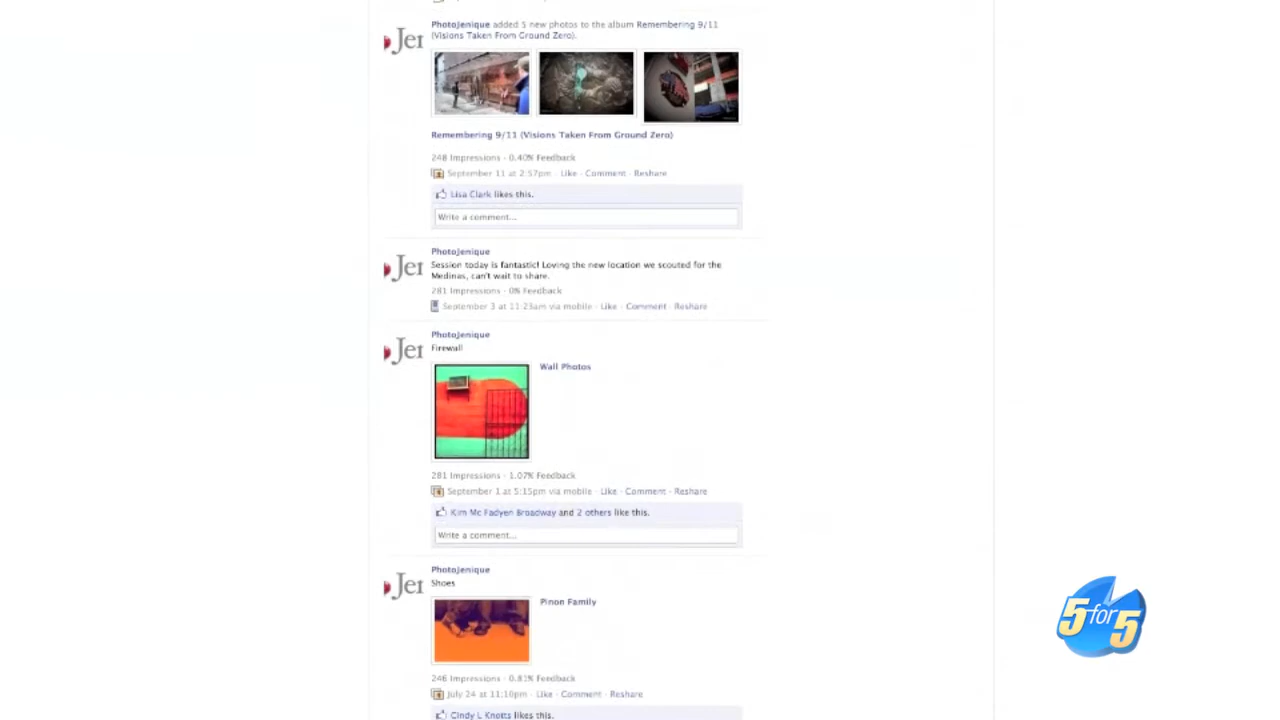 PhotoJenique added 5 new photos to the album Remembering 9/11
(Visions Taken From Ground Zero).
Jer
Remembering 9/11 (Visions Taken From Ground Zero)
248 Impressions · 0.40% Feedback
September 11 at 2:57pm · Like · Comment · Reshare
Lisa Clark likes this.
Write a comment...
PhotoJenique
Jer
Session today is fantastic! Loving the new location we scouted for the
Medinas, can't wait to share.
281 Impressions · 0% Feedback
September 3 at 11:23am via mobile · Like · Comment · Reshare
PhotoJenique
Jer
Firewall
Wall Photos
281 Impressions · 1.07% Feedback
September 1 at 5:15pm via mobile · Like · Comment · Reshare
Kim Mc Fadyen Broadway and 2 others like this.
Write a comment...
PhotoJenique
Jer
Shoes
Pinon Family
5 for 5
246 Impressions · 0.81% Feedback
July 24 at 11:10pm · Like · Comment · Reshare
Cindy L Knotts likes this.